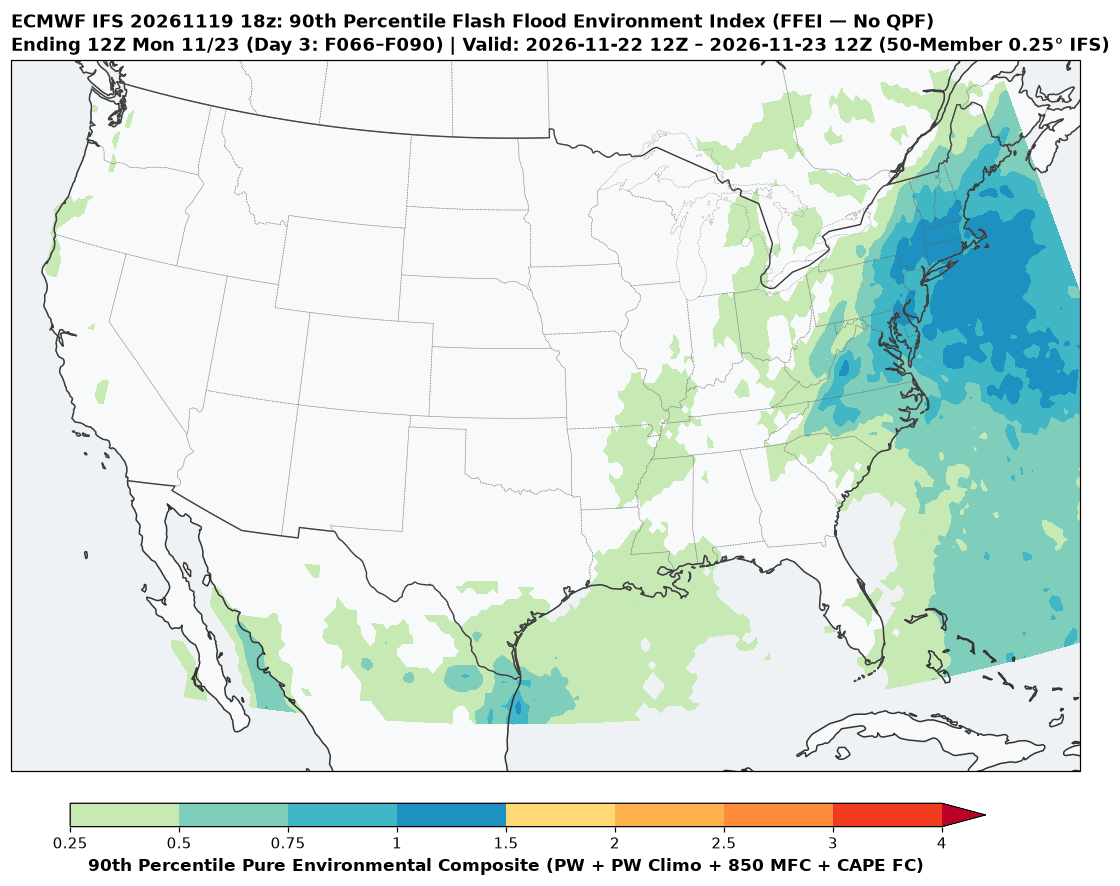 ECMWF IFS 20261119 18z: 90th Percentile Flash Flood Environment Index (FFEI — No QPF)
Ending 12Z Mon 11/23 (Day 3: F066–F090) | Valid: 2026-11-22 12Z – 2026-11-23 12Z (50-Member 0.25° IFS)
0.25 0.5 0.75 1 1.5 2 2.5 3 4
90th Percentile Pure Environmental Composite (PW + PW Climo + 850 MFC + CAPE FC)